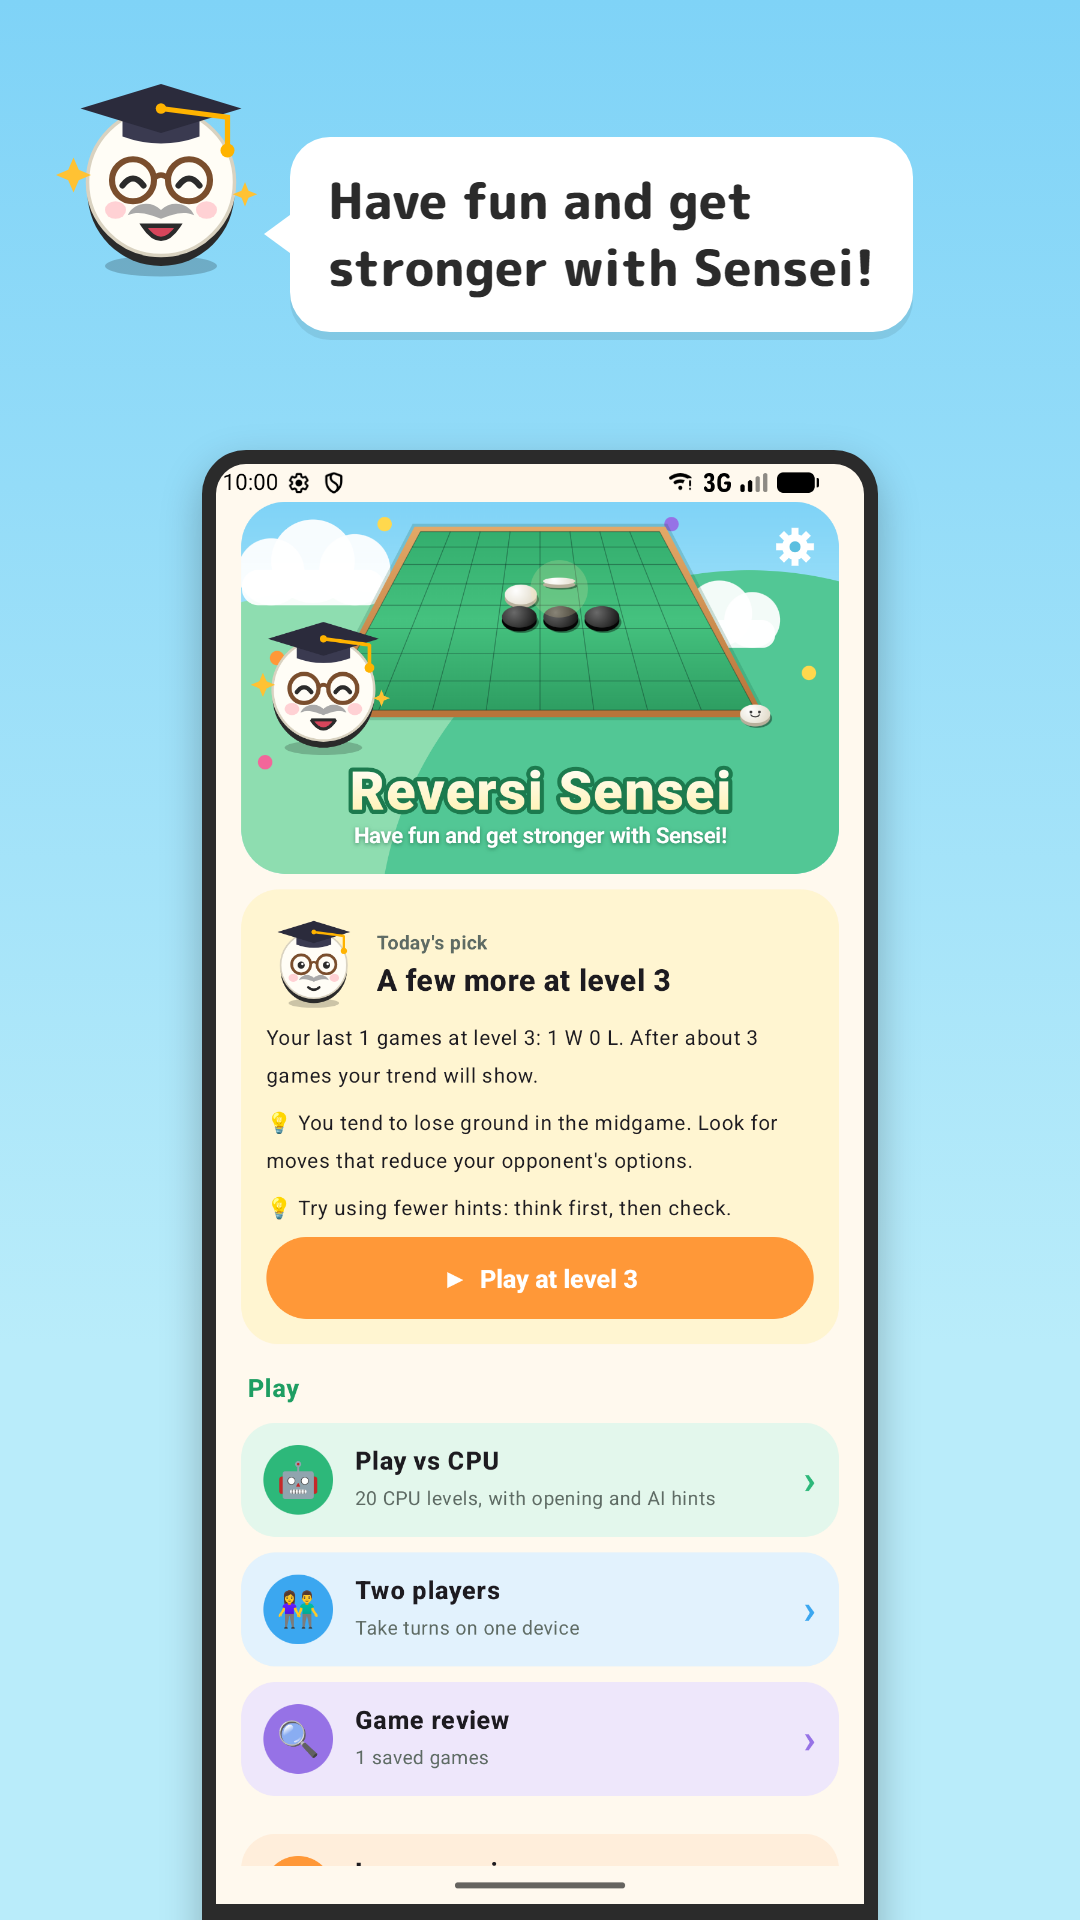 Have fun and get
stronger with Sensei!
10:00
3G
Reversi Sensei
Have fun and get stronger with Sensei!
Today's pick
A few more at level 3
Your last 1 games at level 3: 1 W 0 L. After about 3
games your trend will show.
💡 You tend to lose ground in the midgame. Look for
moves that reduce your opponent's options.
💡 Try using fewer hints: think first, then check.
▶ Play at level 3
Play
Play vs CPU
20 CPU levels, with opening and AI hints
Two players
Take turns on one device
Game review
1 saved games